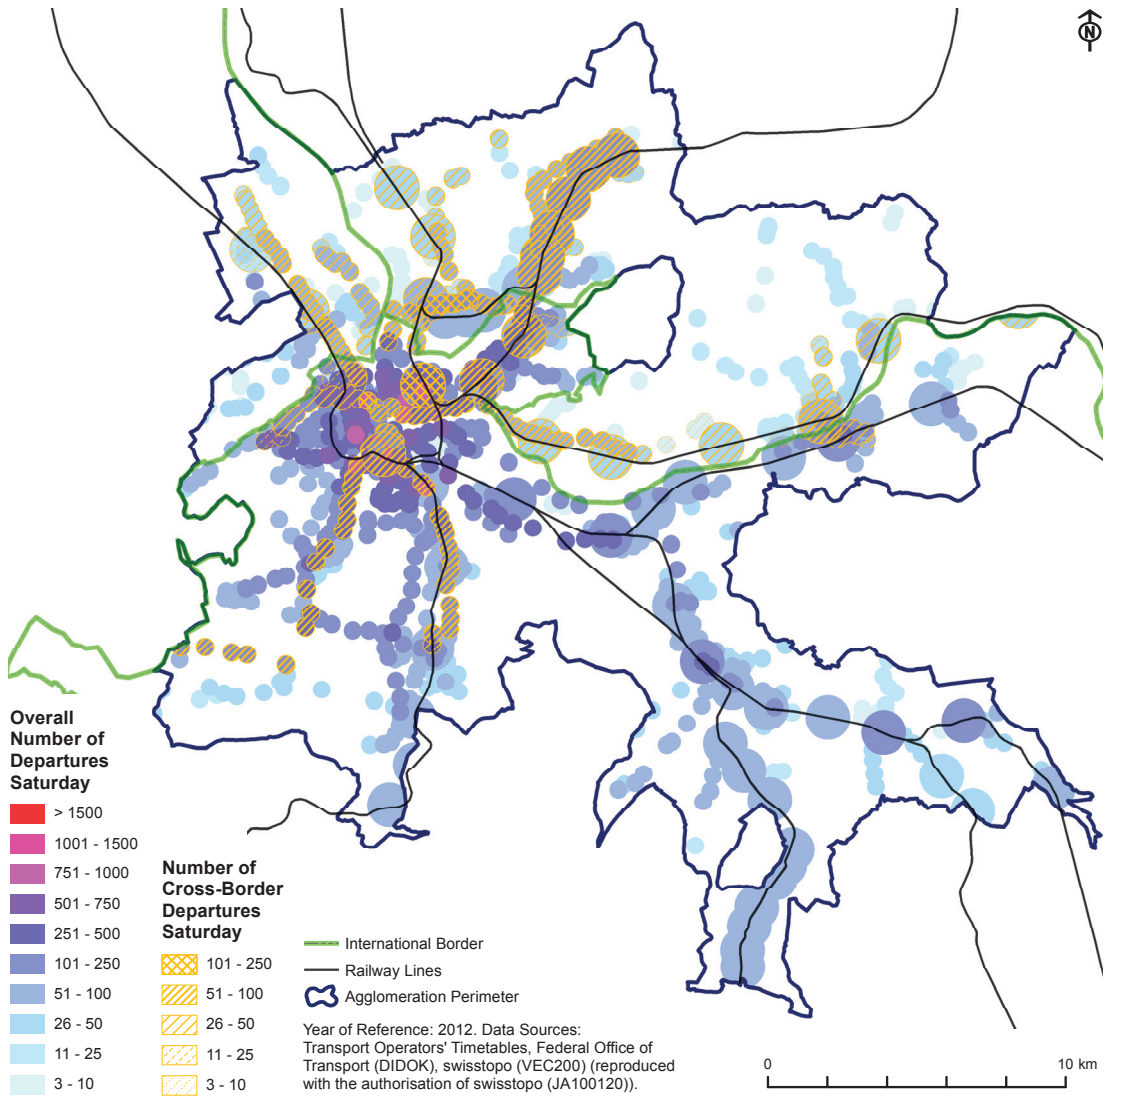 N
Overall
Number of
Departures
Saturday
> 1500
1001 - 1500
751 - 1000
501 - 750
251 - 500
101 - 250
51 - 100
26 - 50
11 - 25
3 - 10
Number of
Cross-Border
Departures
Saturday
101 - 250
51 - 100
26 - 50
11 - 25
3 - 10
International Border
Railway Lines
Agglomeration Perimeter
Year of Reference: 2012. Data Sources:
Transport Operators' Timetables, Federal Office of
Transport (DIDOK), swisstopo (VEC200) (reproduced
with the authorisation of swisstopo (JA100120)).
0 10 km